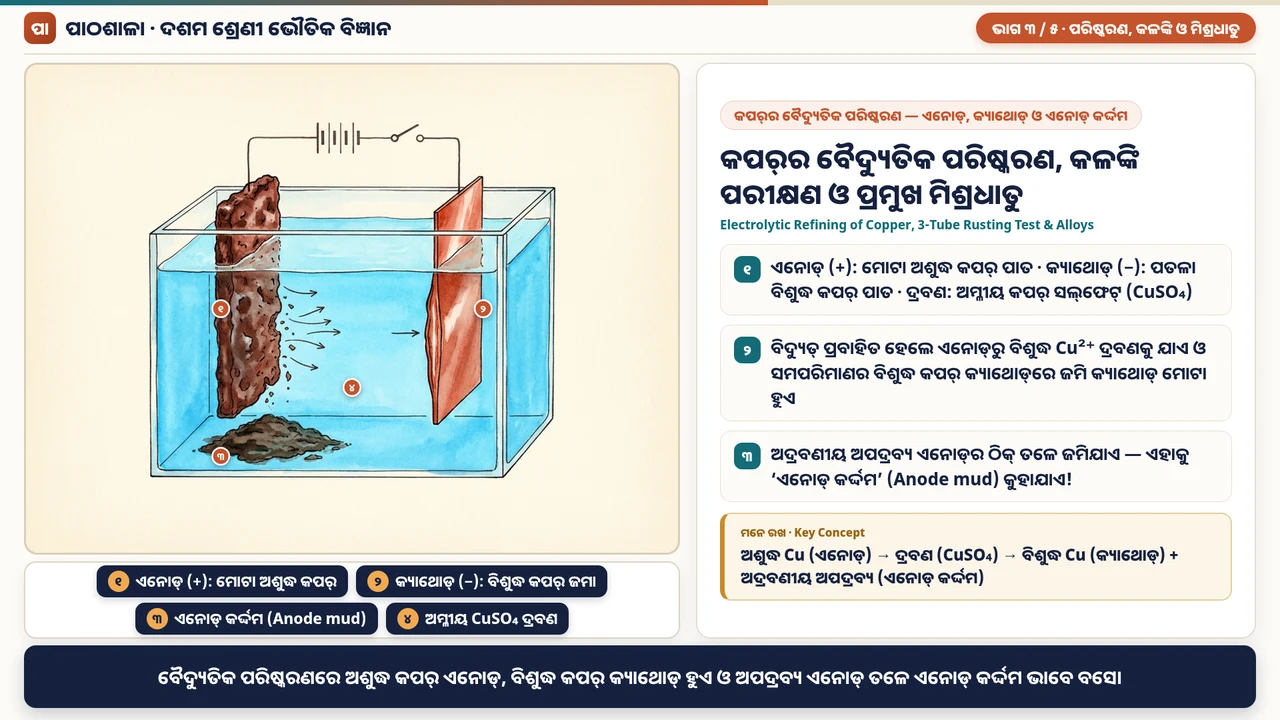 ପା ପାଠଶାଳା · ଦଶମ ଶ୍ରେଣୀ ଭୌତିକ ବିଜ୍ଞାନ
ଭାଗ ୩ / ୫ · ପରିଷ୍କରଣ, କଳଙ୍କି ଓ ମିଶ୍ରଧାତୁ
୧
୨
୪
୩
୧ ଏନୋଡ୍ (+): ମୋଟା ଅଶୁଦ୍ଧ କପର୍
୨ କ୍ୟାଥୋଡ୍ (−): ବିଶୁଦ୍ଧ କପର୍ ଜମା
୩ ଏନୋଡ୍ କର୍ଦ୍ଦମ (Anode mud)
୪ ଅମ୍ଳୀୟ CuSO₄ ଦ୍ରବଣ
କପର୍‌ର ବୈଦ୍ୟୁତିକ ପରିଷ୍କରଣ — ଏନୋଡ୍, କ୍ୟାଥୋଡ୍ ଓ ଏନୋଡ୍ କର୍ଦ୍ଦମ
କପର୍‌ର ବୈଦ୍ୟୁତିକ ପରିଷ୍କରଣ, କଳଙ୍କି
ପରୀକ୍ଷଣ ଓ ପ୍ରମୁଖ ମିଶ୍ରଧାତୁ
Electrolytic Refining of Copper, 3-Tube Rusting Test & Alloys
୧ ଏନୋଡ୍ (+): ମୋଟା ଅଶୁଦ୍ଧ କପର୍ ପାତ · କ୍ୟାଥୋଡ୍ (−): ପତଳା
ବିଶୁଦ୍ଧ କପର୍ ପାତ · ଦ୍ରବଣ: ଅମ୍ଳୀୟ କପର୍ ସଲ୍‌ଫେଟ୍ (CuSO₄)
୨ ବିଦ୍ୟୁତ୍ ପ୍ରବାହିତ ହେଲେ ଏନୋଡ୍‌ରୁ ବିଶୁଦ୍ଧ Cu²⁺ ଦ୍ରବଣକୁ ଯାଏ ଓ
ସମପରିମାଣର ବିଶୁଦ୍ଧ କପର୍ କ୍ୟାଥୋଡ୍‌ରେ ଜମି କ୍ୟାଥୋଡ୍ ମୋଟା
ହୁଏ
୩ ଅଦ୍ରବଣୀୟ ଅପଦ୍ରବ୍ୟ ଏନୋଡ୍‌ର ଠିକ୍ ତଳେ ଜମିଯାଏ — ଏହାକୁ
‘ଏନୋଡ୍ କର୍ଦ୍ଦମ’ (Anode mud) କୁହାଯାଏ!
ମନେ ରଖ · Key Concept
ଅଶୁଦ୍ଧ Cu (ଏନୋଡ୍) → ଦ୍ରବଣ (CuSO₄) → ବିଶୁଦ୍ଧ Cu (କ୍ୟାଥୋଡ୍) +
ଅଦ୍ରବଣୀୟ ଅପଦ୍ରବ୍ୟ (ଏନୋଡ୍ କର୍ଦ୍ଦମ)
ବୈଦ୍ୟୁତିକ ପରିଷ୍କରଣରେ ଅଶୁଦ୍ଧ କପର୍ ଏନୋଡ୍, ବିଶୁଦ୍ଧ କପର୍ କ୍ୟାଥୋଡ୍ ହୁଏ ଓ ଅପଦ୍ରବ୍ୟ ଏନୋଡ୍ ତଳେ ଏନୋଡ୍ କର୍ଦ୍ଦମ ଭାବେ ବସେ।